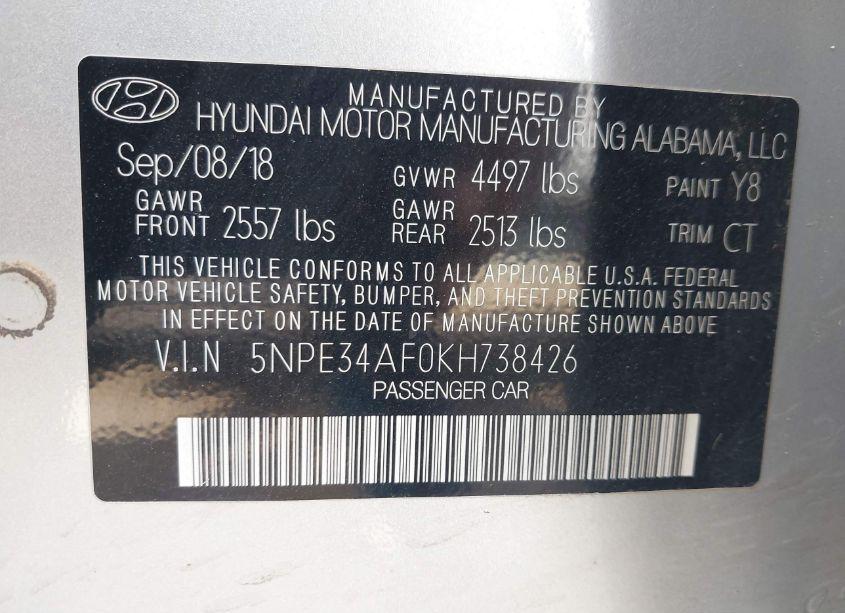 MANUFACTURED BY
HYUNDAI MOTOR MANUFACTURING ALABAMA, LLC
Sep/08/18 GVWR 4497 lbs PAINT Y8
GAWR FRONT 2557 lbs GAWR REAR 2513 lbs TRIM CT
THIS VEHICLE CONFORMS TO ALL APPLICABLE U.S.A. FEDERAL
MOTOR VEHICLE SAFETY, BUMPER, AND THEFT PREVENTION STANDARDS
IN EFFECT ON THE DATE OF MANUFACTURE SHOWN ABOVE
V.I.N 5NPE34AF0KH738426
PASSENGER CAR